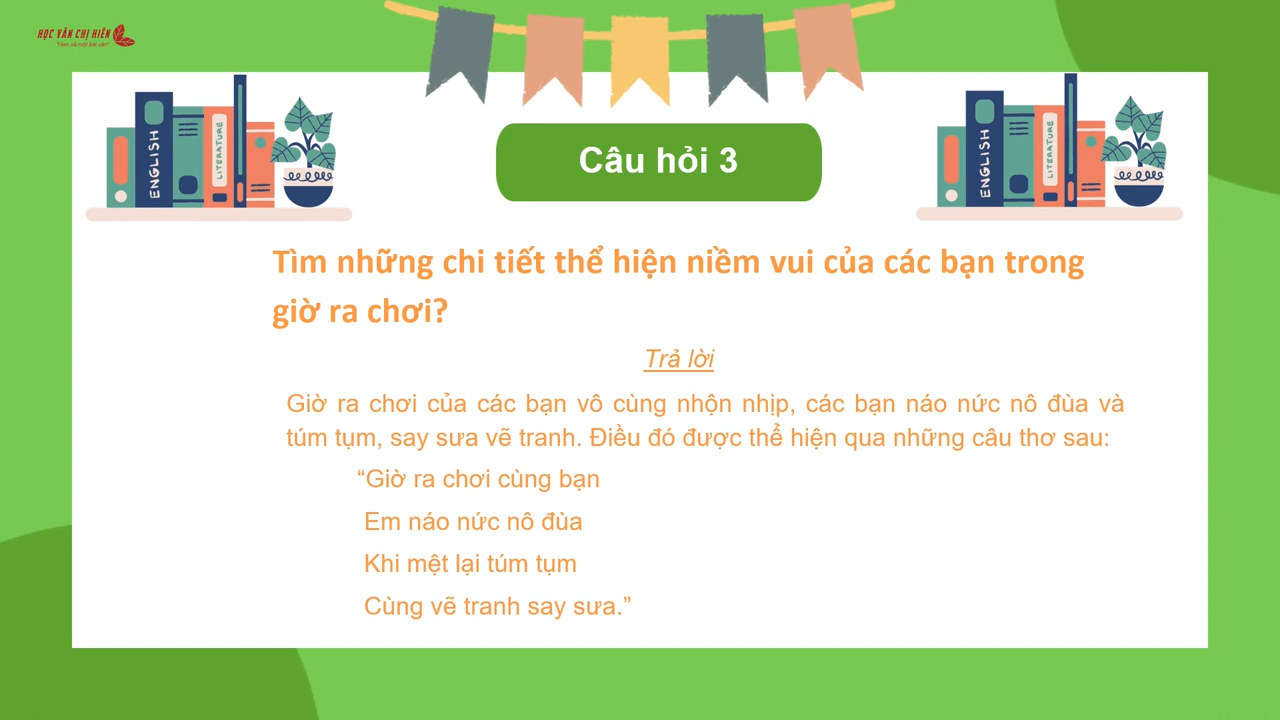 HỌC VĂN CHỊ HIÊN
ENGLISH
LITERATURE
ENGLISH
LITERATURE
Câu hỏi 3
Tìm những chi tiết thể hiện niềm vui của các bạn trong
giờ ra chơi?
Trả lời
Giờ ra chơi của các bạn vô cùng nhộn nhịp, các bạn náo nức nô đùa và
túm tụm, say sưa vẽ tranh. Điều đó được thể hiện qua những câu thơ sau:
“Giờ ra chơi cùng bạn
Em náo nức nô đùa
Khi mệt lại túm tụm
Cùng vẽ tranh say sưa.”